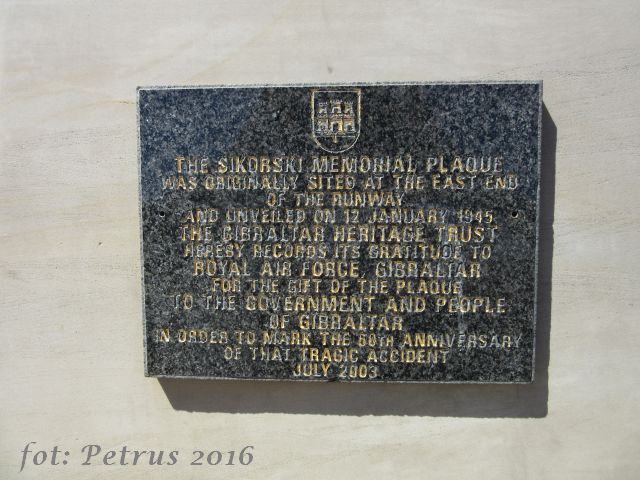 THE SIKORSKI MEMORIAL PLAQUE
WAS ORIGINALLY SITED AT THE EAST END
OF THE RUNWAY
AND UNVEILED ON 12 JANUARY 1945
THE GIBRALTAR HERITAGE TRUST
HEREBY RECORDS ITS GRATITUDE TO
ROYAL AIR FORCE, GIBRALTAR
FOR THE GIFT OF THE PLAQUE
TO THE GOVERNMENT AND PEOPLE
OF GIBRALTAR
IN ORDER TO MARK THE 60TH ANNIVERSARY
OF THAT TRAGIC ACCIDENT
JULY 2003
fot: Petrus 2016